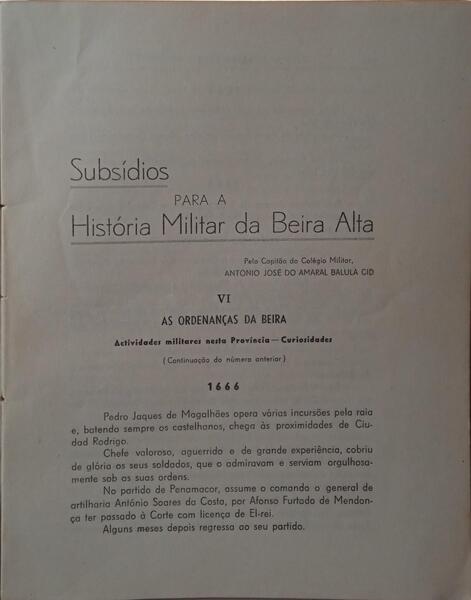 Subsídios
PARA A
História Militar da Beira Alta
Pelo Capitão do Colégio Militar,
ANTONIO JOSÉ DO AMARAL BALULA CID
VI
AS ORDENANÇAS DA BEIRA
Actividades militares nesta Província — Curiosidades
(Continuação do número anterior)
1666
Pedro Jaques de Magalhães opera várias incursões pela raia
e, batendo sempre os castelhanos, chega às proximidades de Ciu-
dad Rodrigo.
Chefe valoroso, aguerrido e de grande experiência, cobriu
de glória os seus soldados, que o admiravam e serviam orgulhosa-
mente sob as suas ordens.
No partido de Penamacor, assume o comando o general de
artilharia António Soares da Costa, por Afonso Furtado de Mendon-
ça ter passado à Corte com licença de El-rei.
Alguns meses depois regressa ao seu partido.